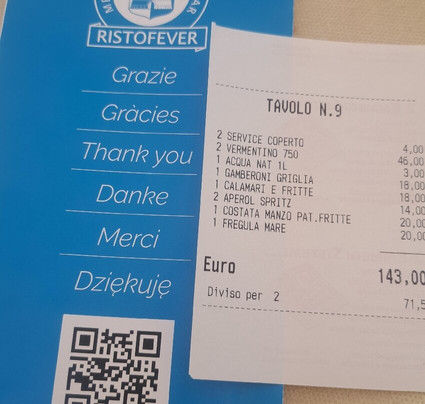 RISTOFEVER
Grazie
Gràcies
Thank you
Danke
Merci
Dziękuję
TAVOLO N.9
2 SERVICE COPERTO 4,00
2 VERMENTINO 750 46,00
1 ACQUA NAT 1L 3,00
1 GAMBERONI GRIGLIA 18,00
1 CALAMARI E FRITTE 18,00
2 APEROL SPRITZ 14,00
1 COSTATA MANZO PAT.FRITTE 20,00
1 FREGULA MARE 20,00
Euro 143,00
Diviso per 2 71,5